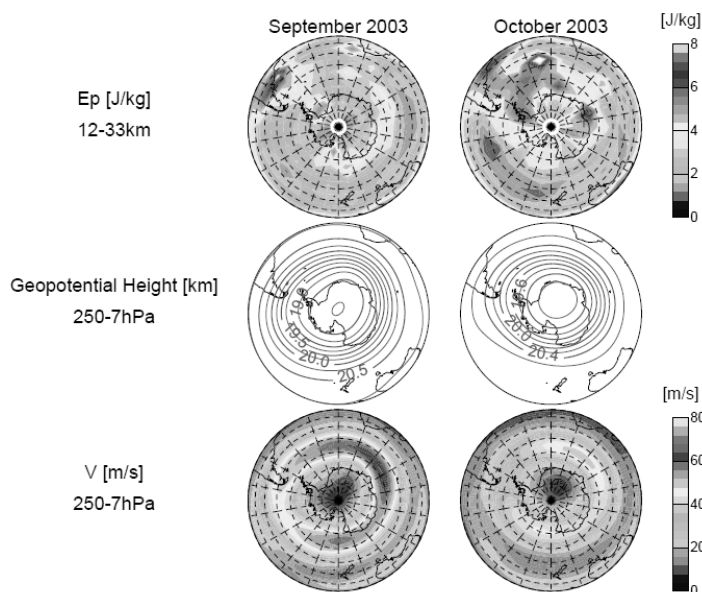 September 2003
October 2003
[J/kg]
Ep [J/kg]
12-33km
8
6
4
2
0
Geopotential Height [km]
250-7hPa
19.5
20.0
20.5
20.0
20.4
[m/s]
V [m/s]
250-7hPa
80
60
40
20
0